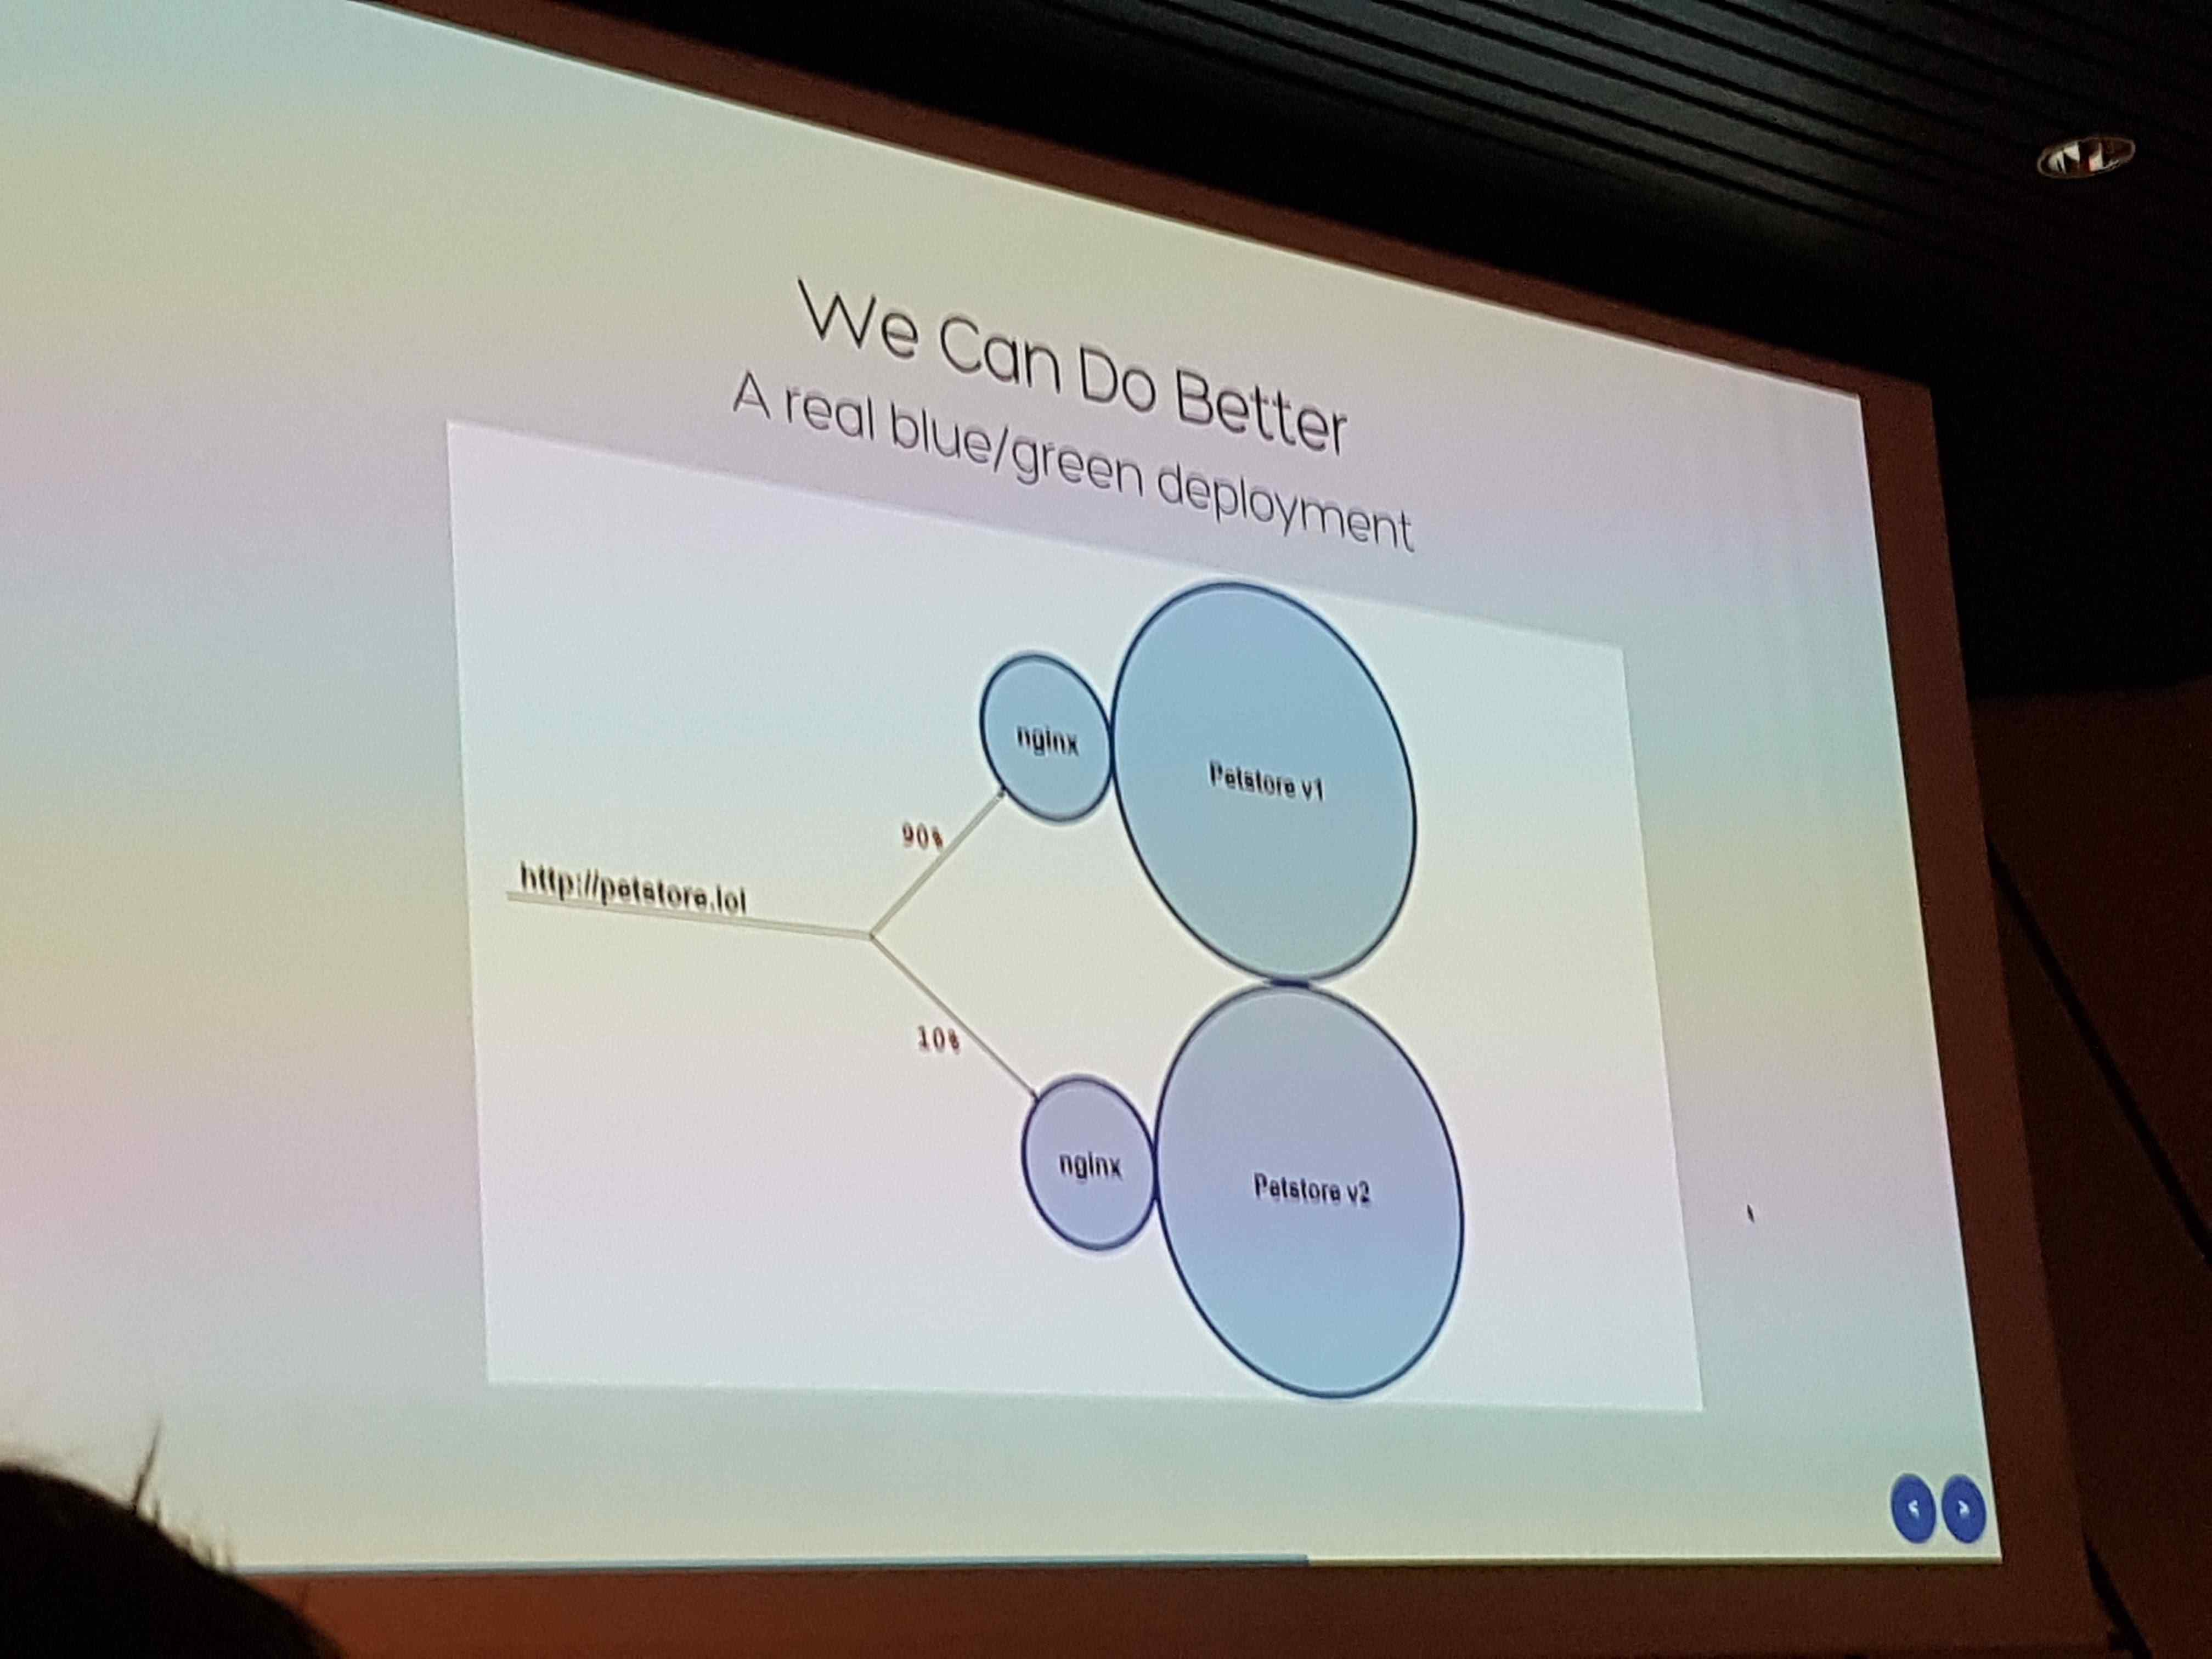 We Can Do Better
A real blue/green deployment
nginx
Petstore v1
90%
http://petstore.lol
10%
nginx
Petstore v2
< >